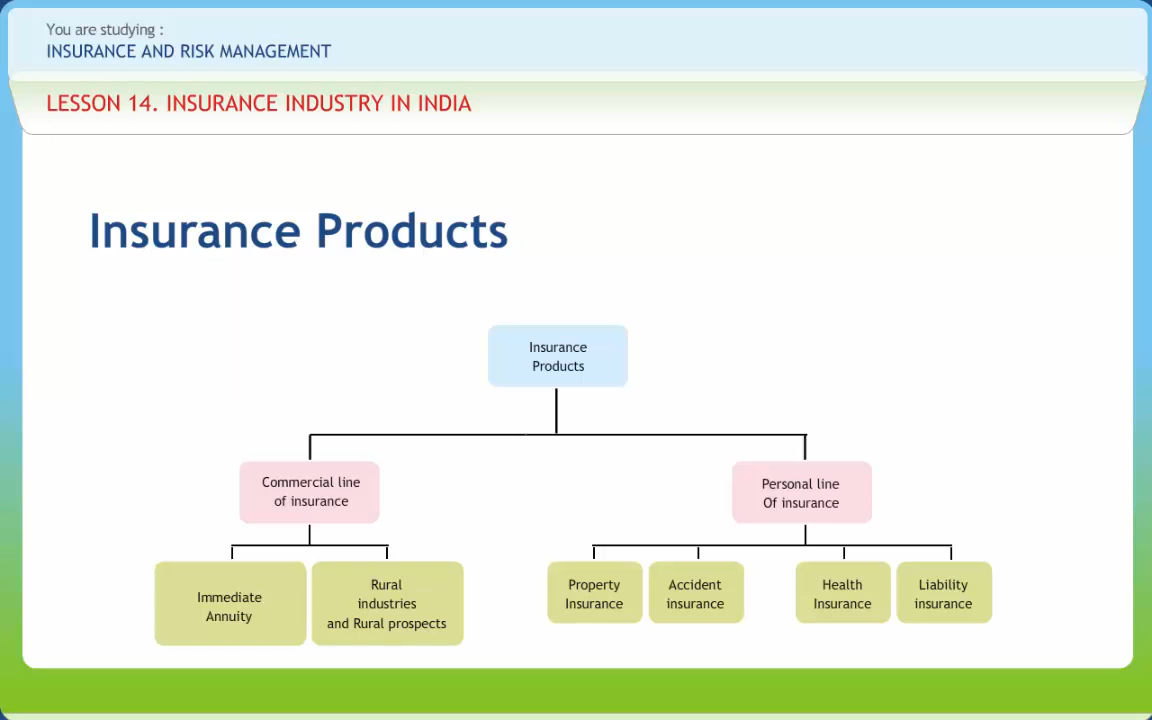 You are studying :
INSURANCE AND RISK MANAGEMENT
LESSON 14. INSURANCE INDUSTRY IN INDIA
Insurance Products
Insurance
Products
Commercial line
of insurance
Personal line
Of insurance
Immediate
Annuity
Rural
industries
and Rural prospects
Property
Insurance
Accident
insurance
Health
Insurance
Liability
insurance